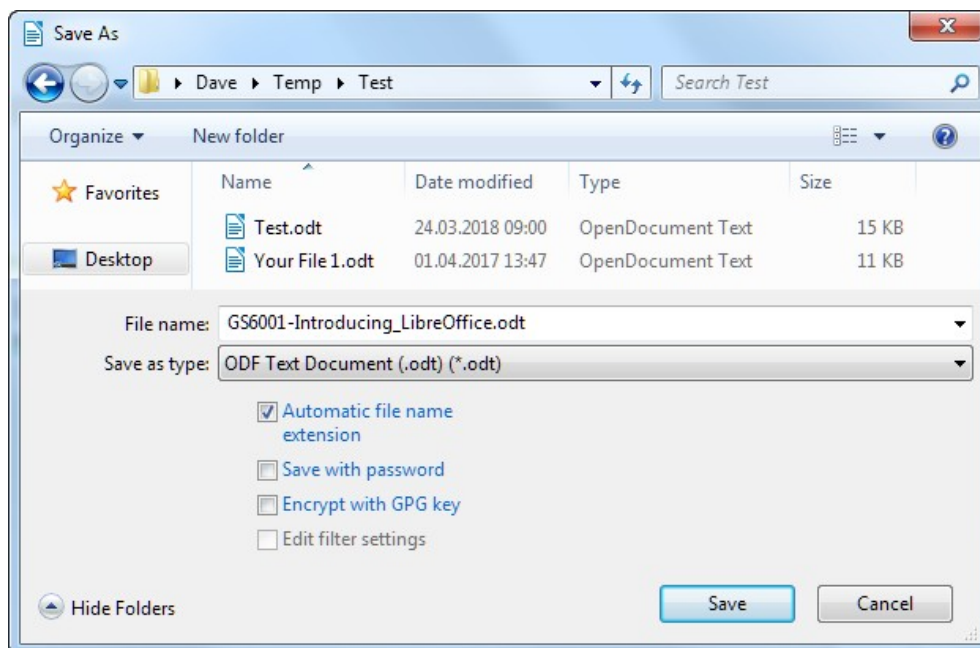 Save As
Dave Temp Test Search Test
Organize New folder
Favorites
Desktop
Name Date modified Type Size
Test.odt 24.03.2018 09:00 OpenDocument Text 15 KB
Your File 1.odt 01.04.2017 13:47 OpenDocument Text 11 KB
File name: GS6001-Introducing_LibreOffice.odt
Save as type: ODF Text Document (.odt) (*.odt)
Automatic file name
extension
Save with password
Encrypt with GPG key
Edit filter settings
Hide Folders Save Cancel